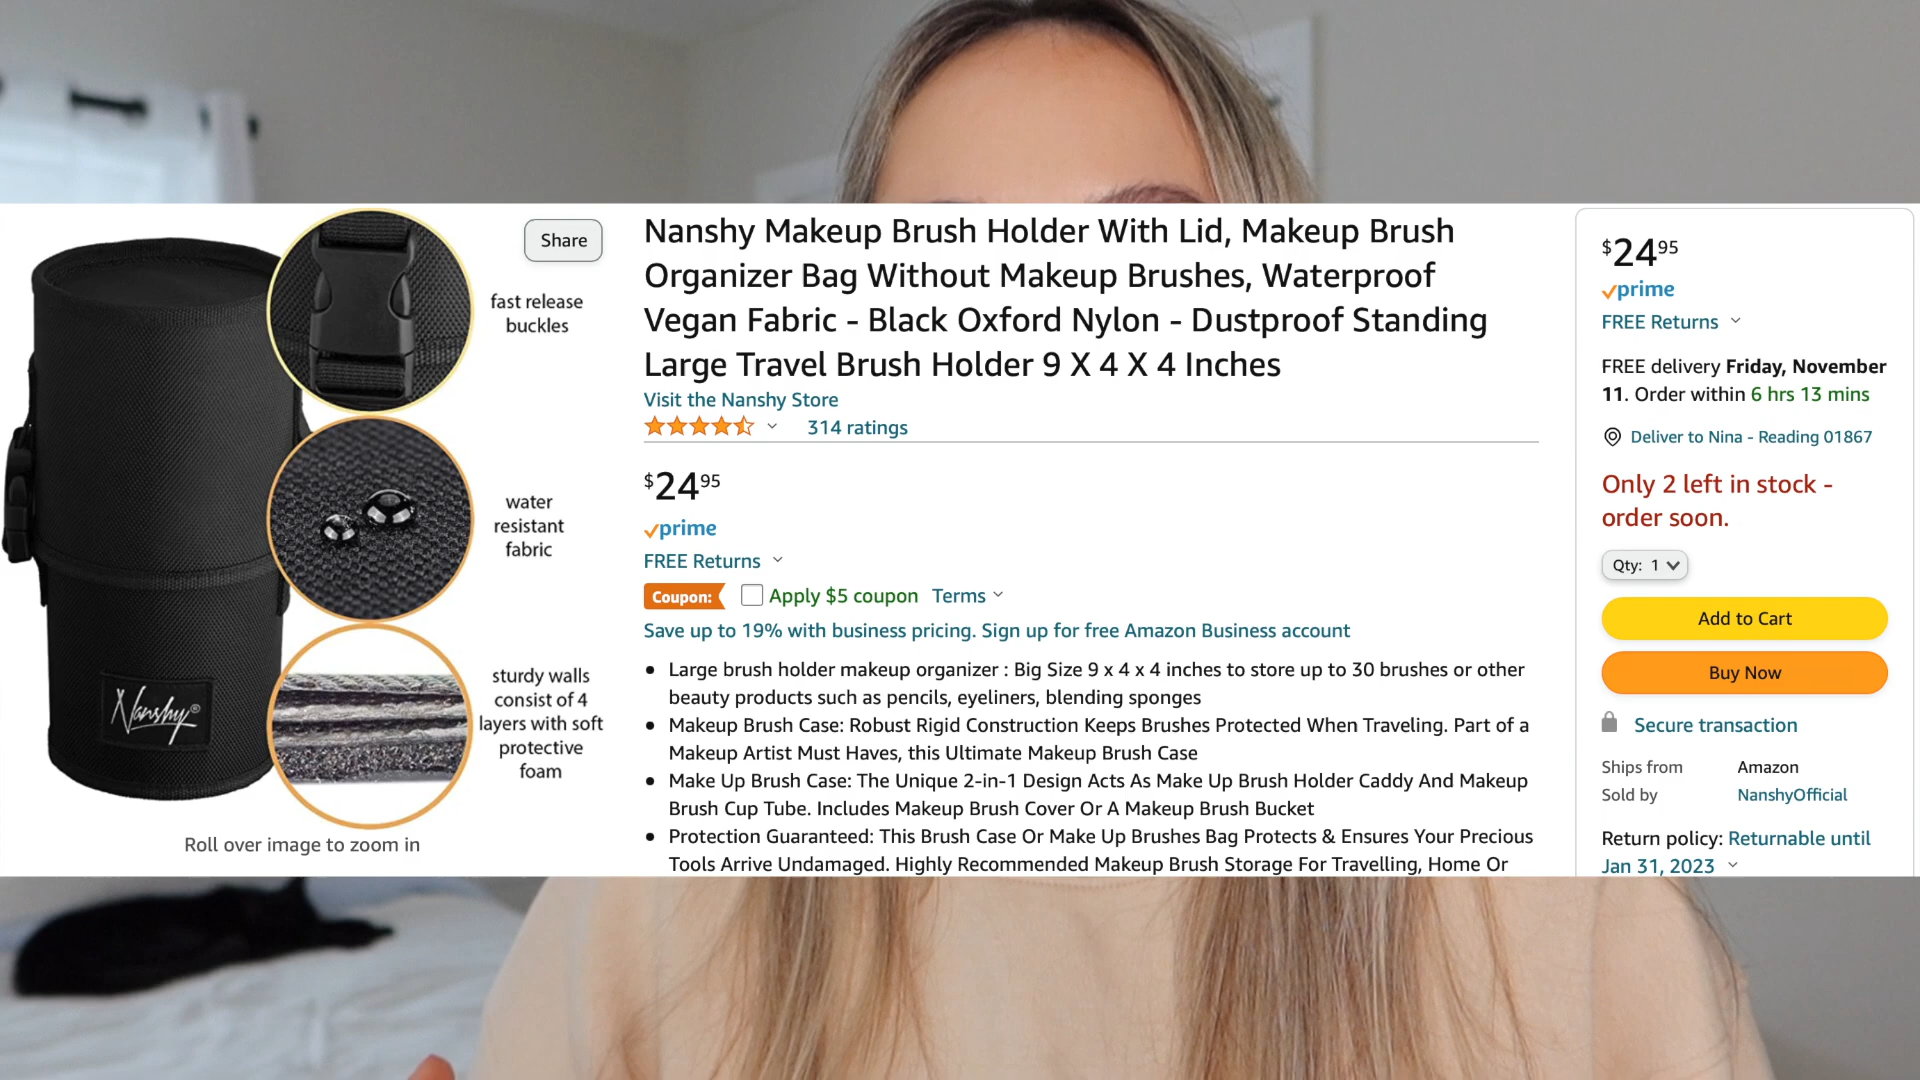 fast release
buckles
water
resistant
fabric
sturdy walls
consist of 4
layers with soft
protective
foam
Nanshy®
Roll over image to zoom in
Share
Nanshy Makeup Brush Holder With Lid, Makeup Brush
Organizer Bag Without Makeup Brushes, Waterproof
Vegan Fabric - Black Oxford Nylon - Dustproof Standing
Large Travel Brush Holder 9 X 4 X 4 Inches
Visit the Nanshy Store
314 ratings
$24 95
prime
FREE Returns
Coupon: Apply $5 coupon Terms
Save up to 19% with business pricing. Sign up for free Amazon Business account
• Large brush holder makeup organizer : Big Size 9 x 4 x 4 inches to store up to 30 brushes or other
beauty products such as pencils, eyeliners, blending sponges
• Makeup Brush Case: Robust Rigid Construction Keeps Brushes Protected When Traveling. Part of a
Makeup Artist Must Haves, this Ultimate Makeup Brush Case
• Make Up Brush Case: The Unique 2-in-1 Design Acts As Make Up Brush Holder Caddy And Makeup
Brush Cup Tube. Includes Makeup Brush Cover Or A Makeup Brush Bucket
• Protection Guaranteed: This Brush Case Or Make Up Brushes Bag Protects & Ensures Your Precious
Tools Arrive Undamaged. Highly Recommended Makeup Brush Storage For Travelling, Home Or
$24 95
prime
FREE Returns
FREE delivery Friday, November
11. Order within 6 hrs 13 mins
Deliver to Nina - Reading 01867
Only 2 left in stock -
order soon.
Qty: 1
Add to Cart
Buy Now
Secure transaction
Ships from Amazon
Sold by NanshyOfficial
Return policy: Returnable until
Jan 31, 2023